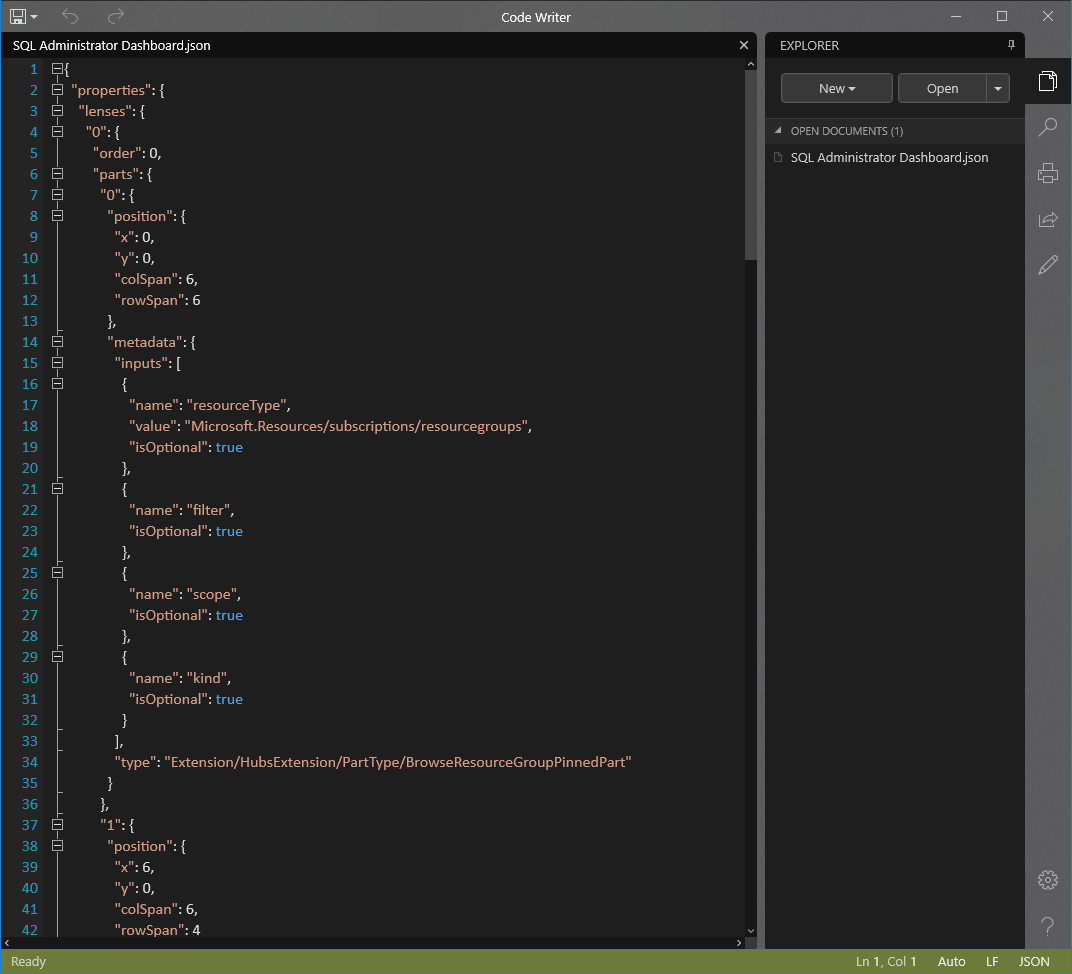 Code Writer
SQL Administrator Dashboard.json
1 {
2 "properties": {
3 "lenses": {
4 "0": {
5 "order": 0,
6 "parts": {
7 "0": {
8 "position": {
9 "x": 0,
10 "y": 0,
11 "colSpan": 6,
12 "rowSpan": 6
13 },
14 "metadata": {
15 "inputs": [
16 {
17 "name": "resourceType",
18 "value": "Microsoft.Resources/subscriptions/resourcegroups",
19 "isOptional": true
20 },
21 {
22 "name": "filter",
23 "isOptional": true
24 },
25 {
26 "name": "scope",
27 "isOptional": true
28 },
29 {
30 "name": "kind",
31 "isOptional": true
32 }
33 ],
34 "type": "Extension/HubsExtension/PartType/BrowseResourceGroupPinnedPart"
35 }
36 },
37 "1": {
38 "position": {
39 "x": 6,
40 "y": 0,
41 "colSpan": 6,
42 "rowSpan": 4
EXPLORER
New
Open
OPEN DOCUMENTS (1)
SQL Administrator Dashboard.json
Ready
Ln 1, Col 1
Auto
LF
JSON